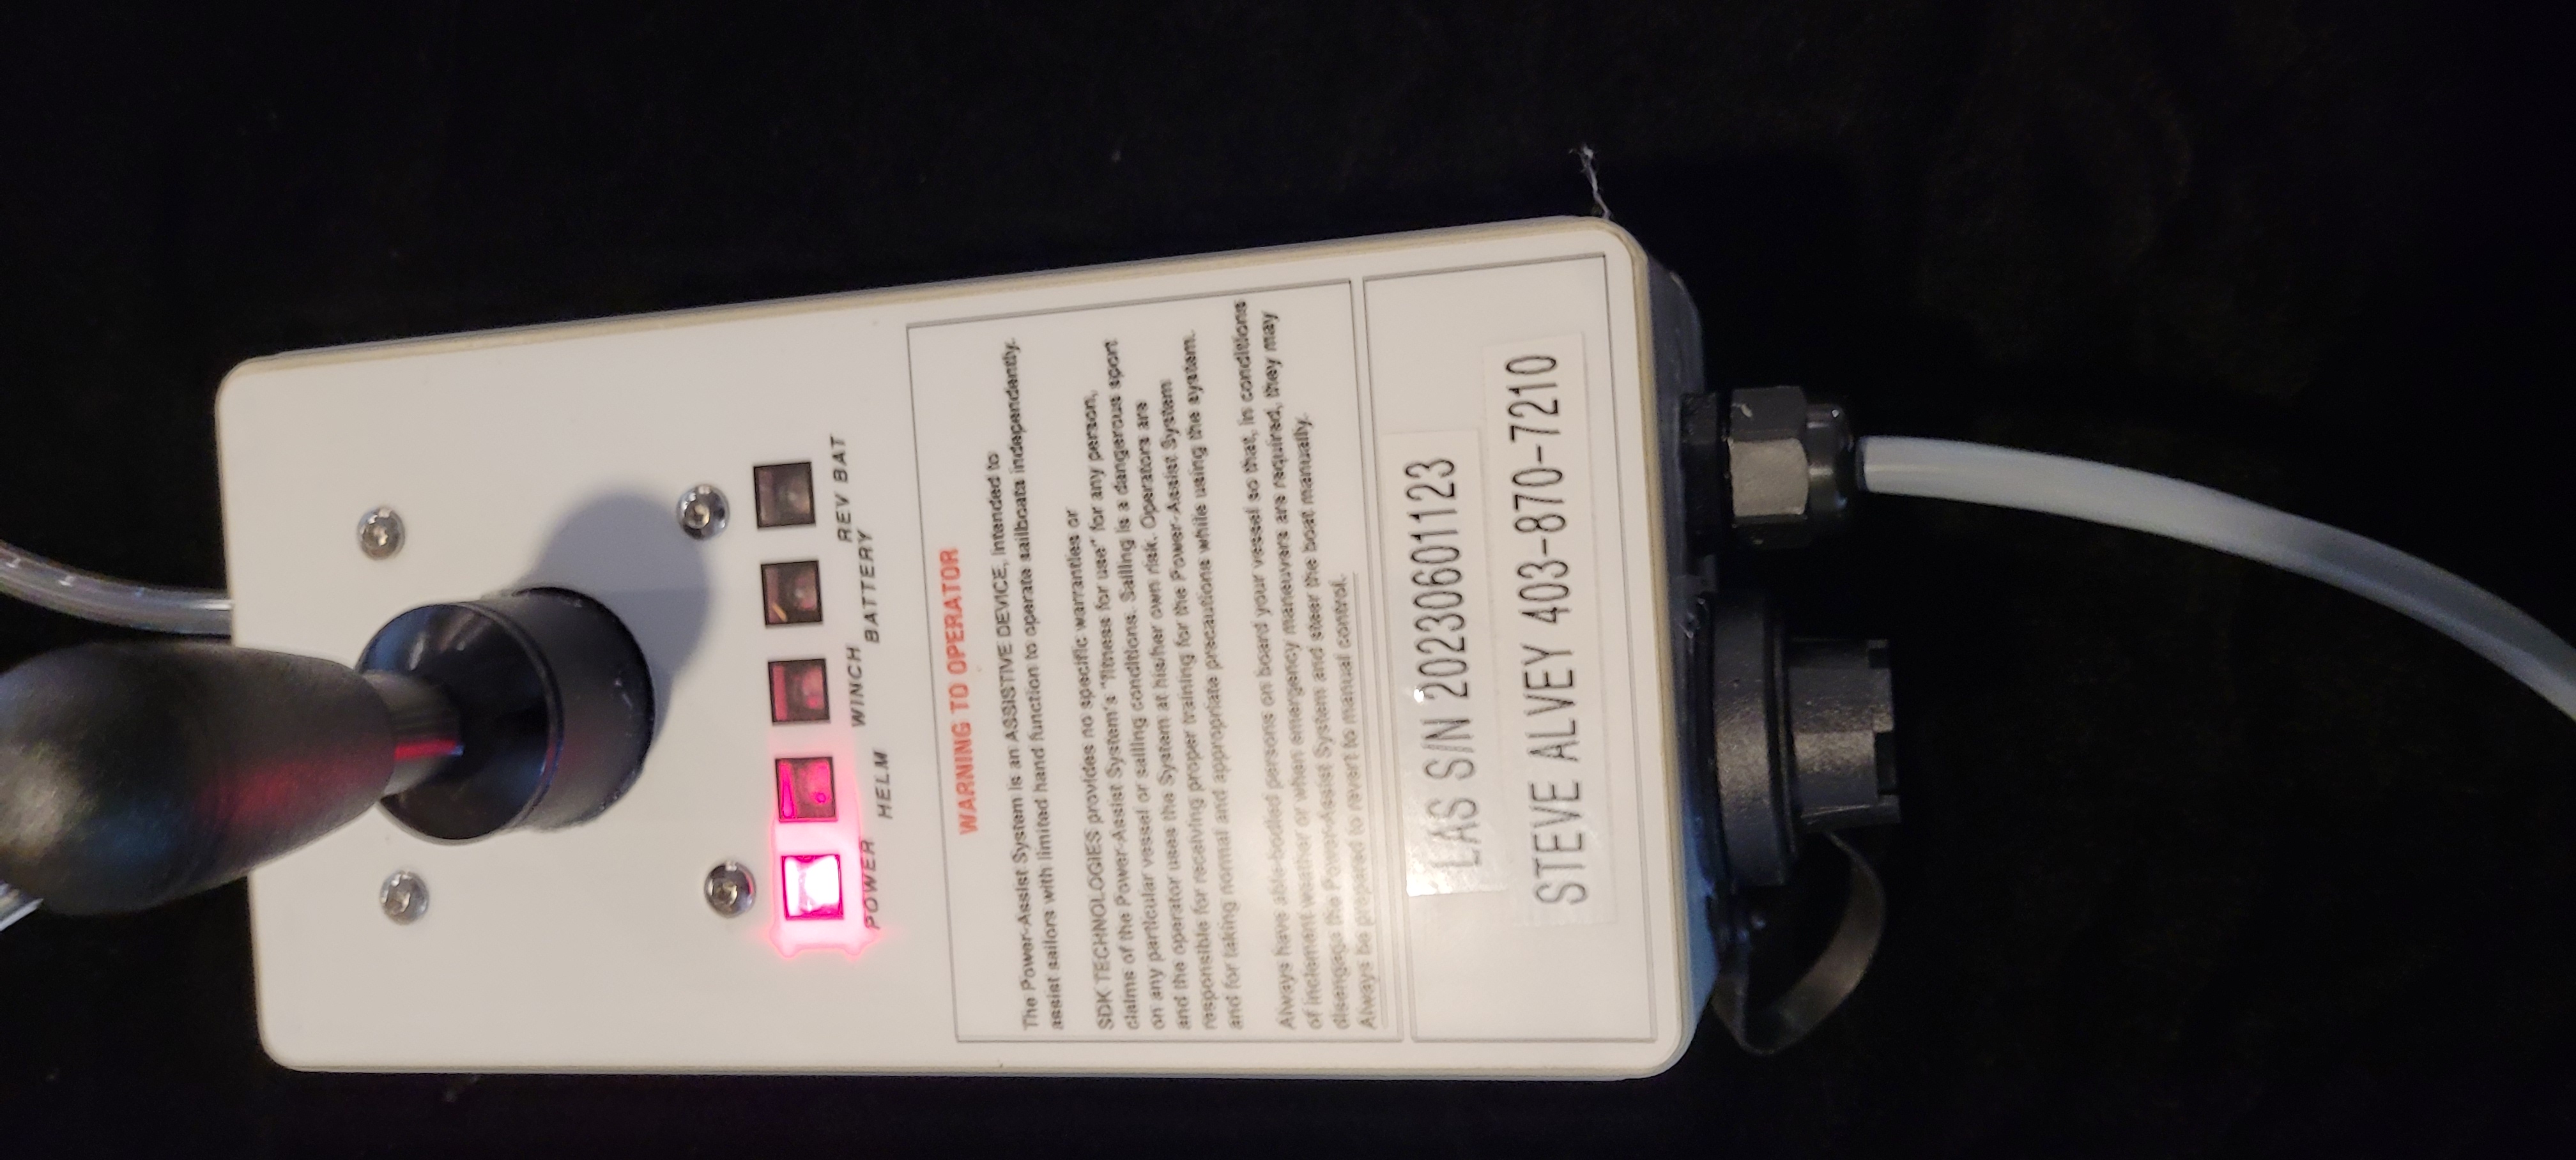 POWER HELM WINCH BATTERY REV BAT
WARNING TO OPERATOR
The Power-Assist System is an ASSISTIVE DEVICE, intended to
assist sailors with limited hand function to operate sailboats independently.
SDK TECHNOLOGIES provides no specific warranties or
claims of the Power-Assist System's "fitness for use" for any person,
on any particular vessel or sailing conditions. Sailing is a dangerous sport
and the operator uses the System at his/her own risk. Operators are
responsible for receiving proper training for the Power-Assist System
and for taking normal and appropriate precautions while using the system.
Always have able-bodied persons on board your vessel so that, in conditions
of inclement weather or when emergency maneuvers are required, they may
disengage the Power-Assist System and steer the boat manually.
Always be prepared to revert to manual control.
LAS S/N 20230601123
STEVE ALVEY 403-870-7210